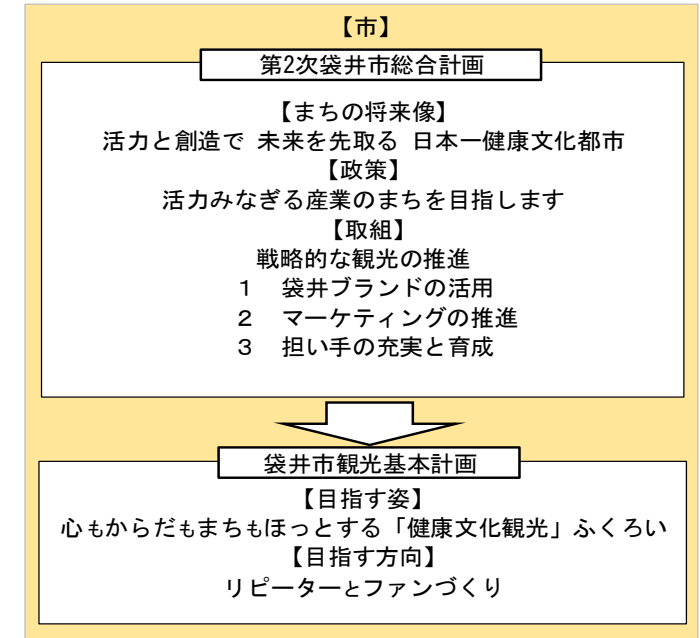 【市】
第2次袋井市総合計画
【まちの将来像】
活力と創造で 未来を先取る 日本一健康文化都市
【政策】
活力みなぎる産業のまちを目指します
【取組】
戦略的な観光の推進
１　袋井ブランドの活用
２　マーケティングの推進
３　担い手の充実と育成
袋井市観光基本計画
【目指す姿】
心もからだもまちもほっとする「健康文化観光」ふくろい
【目指す方向】
リピーターとファンづくり